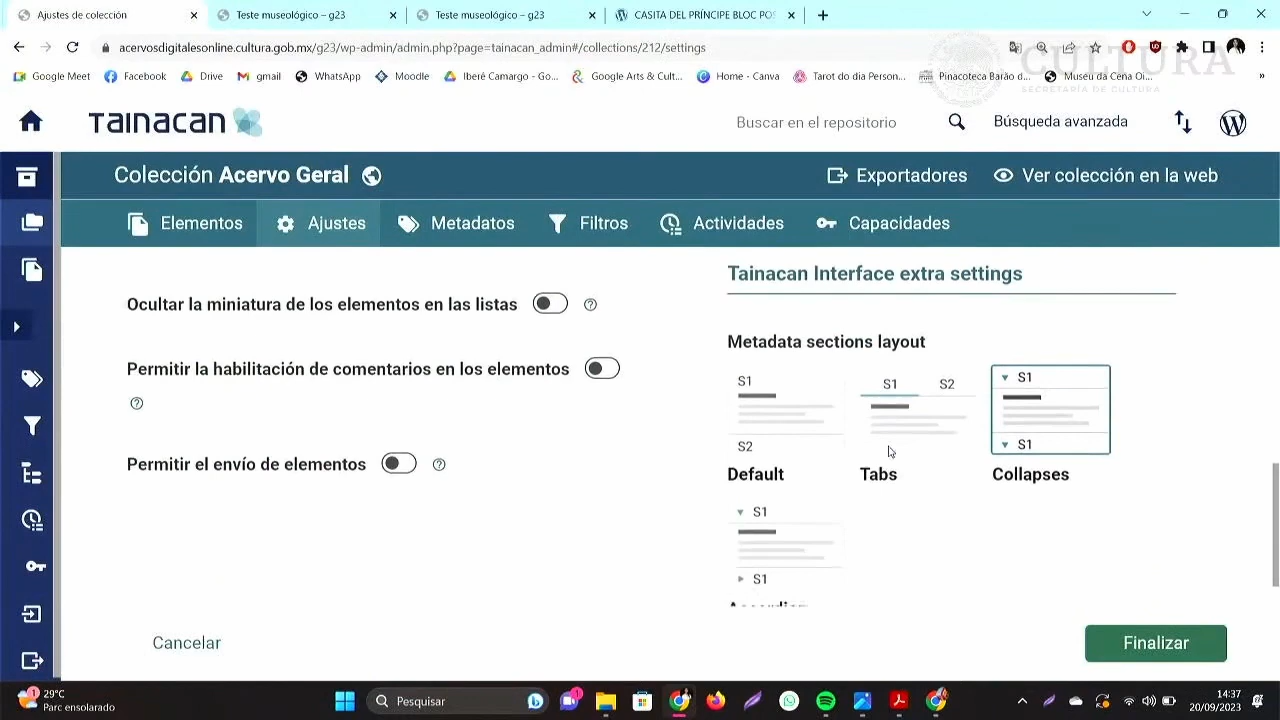 Ajustes de colección
Teste museológico – g23
Teste museológico – g23
CASITA DEL PRÍNCIPE BLOC POS
acervosdigitalesonline.cultura.gob.mx/g23/wp-admin/admin.php?page=tainacan_admin#/collections/212/settings
CULTURA
SECRETARÍA DE CULTURA
Google Meet
Facebook
Drive
gmail
WhatsApp
Moodle
Iberê Camargo - Go...
Google Arts & Cult...
Home - Canva
Tarot do dia Person...
Pinacoteca Barão d...
Museu da Cena Ol...
»
Tainacan
Buscar en el repositorio
Búsqueda avanzada
Colección Acervo Geral
Exportadores
Ver colección en la web
Elementos
Ajustes
Metadatos
Filtros
Actividades
Capacidades
Tainacan Interface extra settings
Ocultar la miniatura de los elementos en las listas
Permitir la habilitación de comentarios en los elementos
Permitir el envío de elementos
Metadata sections layout
S1
S2
Default
S1 S2
Tabs
S1
S1
Collapses
S1
S1
Cancelar
Finalizar
29°C
Parc ensolarado
Pesquisar
14:37
20/09/2023